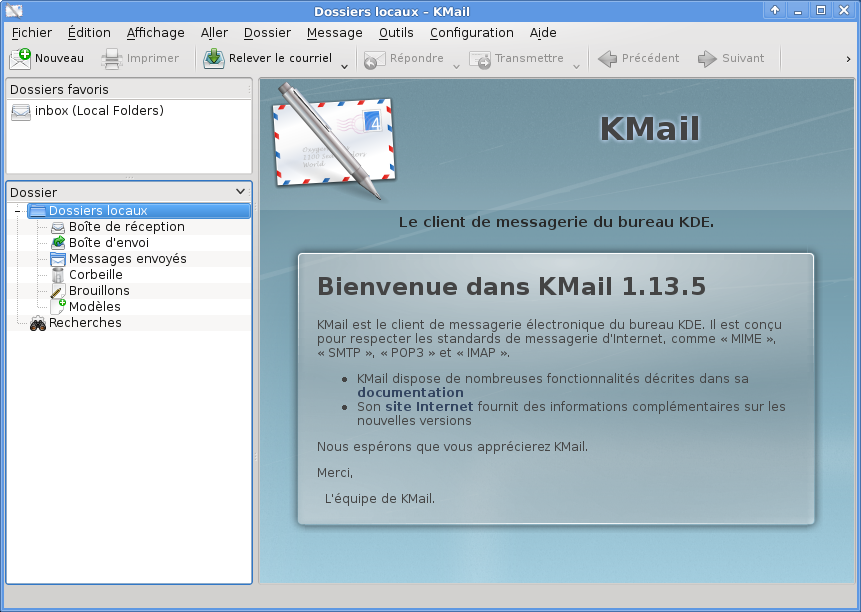 Dossiers locaux – KMail
Fichier Édition Affichage Aller Dossier Message Outils Configuration Aide
Nouveau Imprimer Relever le courriel Répondre Transmettre Précédent Suivant
Dossiers favoris
inbox (Local Folders)
Dossier
Dossiers locaux
Boîte de réception
Boîte d'envoi
Messages envoyés
Corbeille
Brouillons
Modèles
Recherches
KMail
Le client de messagerie du bureau KDE.
Bienvenue dans KMail 1.13.5
KMail est le client de messagerie électronique du bureau KDE. Il est conçu
pour respecter les standards de messagerie d'Internet, comme « MIME »,
« SMTP », « POP3 » et « IMAP ».
KMail dispose de nombreuses fonctionnalités décrites dans sa
documentation
Son site Internet fournit des informations complémentaires sur les
nouvelles versions
Nous espérons que vous apprécierez KMail.
Merci,
L'équipe de KMail.